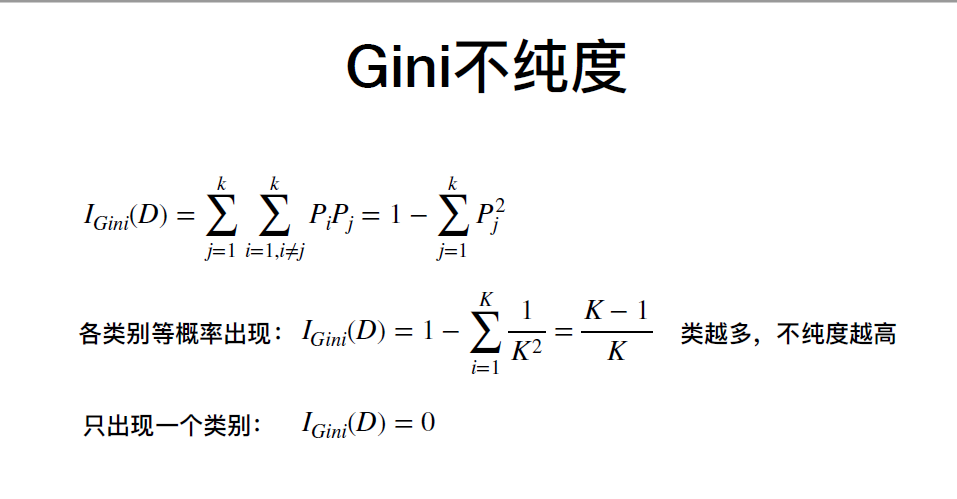 Gini不纯度
$I_{Gini}(D) = \sum_{j=1}^{k} \sum_{i=1,i\neq j}^{k} P_i P_j = 1 - \sum_{j=1}^{k} P_j^2$
各类别等概率出现： $I_{Gini}(D) = 1 - \sum_{i=1}^{K} \frac{1}{K^2} = \frac{K-1}{K}$ 类越多，不纯度越高
只出现一个类别： $I_{Gini}(D) = 0$